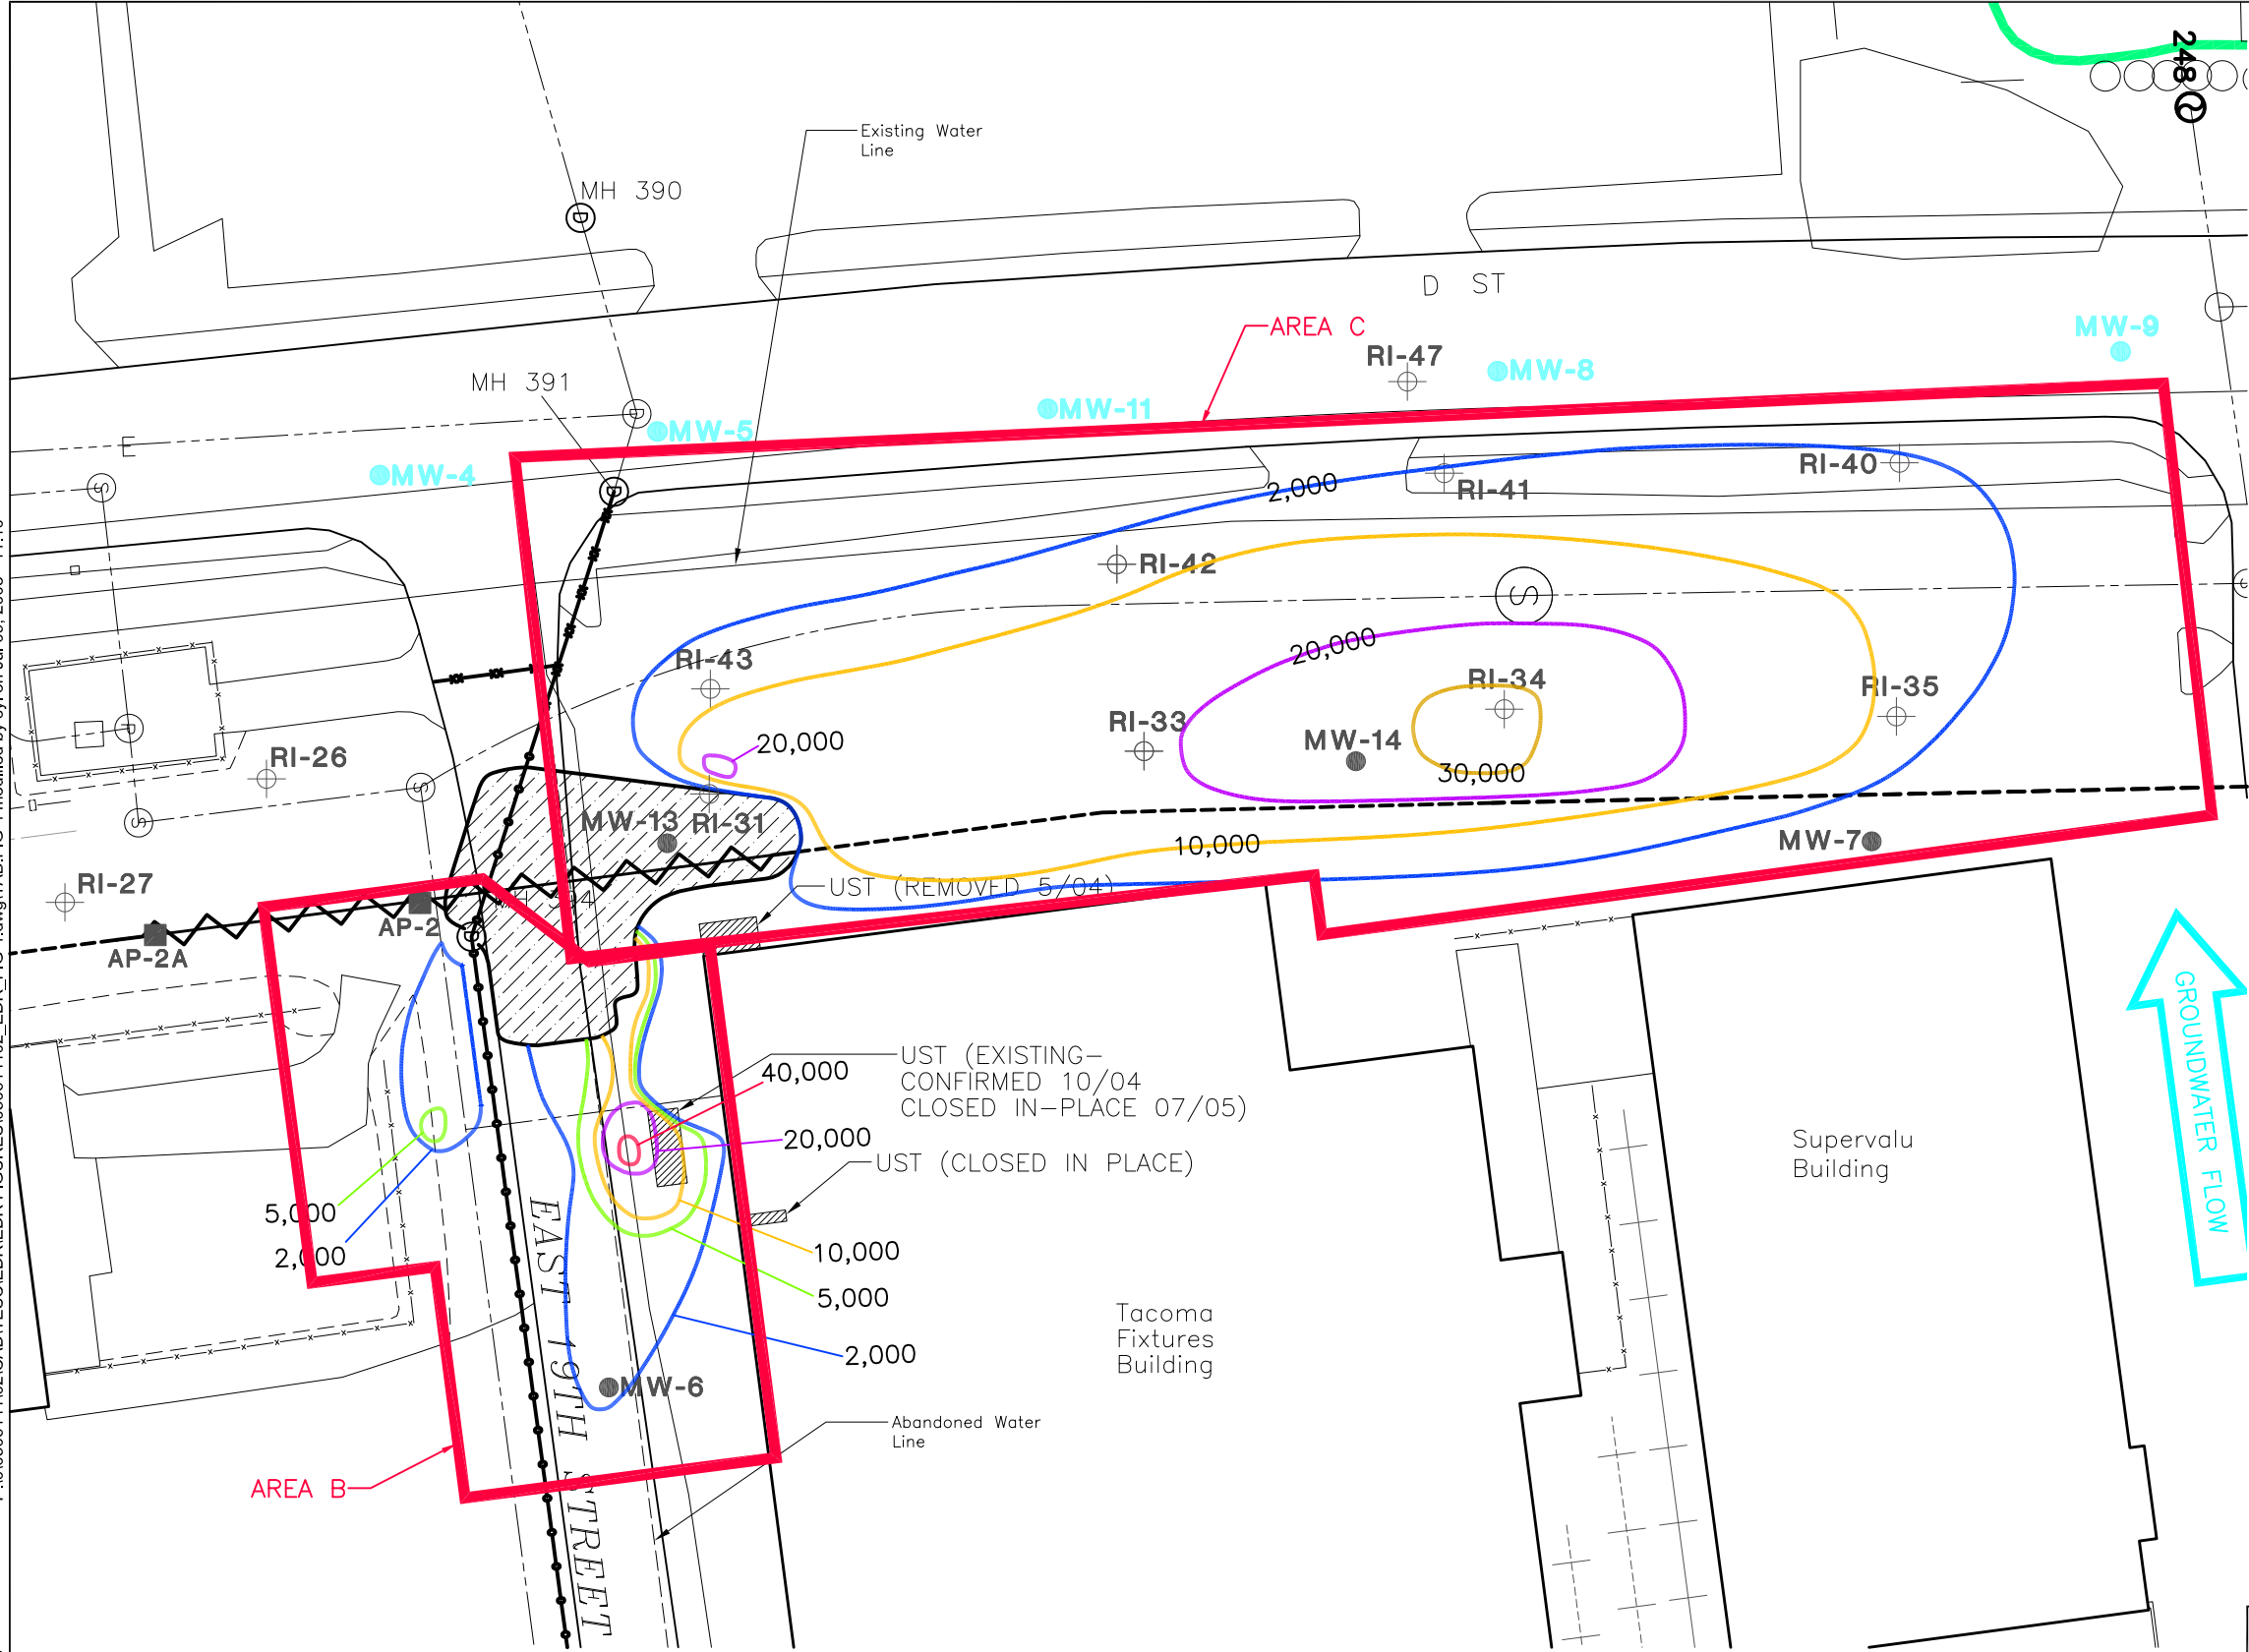 248
Existing Water
Line
MH 390
D ST
AREA C
MW-9
RI-47
MW-8
MH 391
MW-11
MW-5
E
MW-4
RI-40
2,000
RI-41
RI-42
S
20,000
RI-43
RI-34
RI-35
RI-33
20,000
MW-14
RI-26
30,000
MW-13
RI-31
MW-7
10,000
RI-27
UST (REMOVED 5/04)
AP-2
AP-2A
GROUNDWATER FLOW
UST (EXISTING-
CONFIRMED 10/04
CLOSED IN-PLACE 07/05)
40,000
20,000
Supervalu
Building
UST (CLOSED IN PLACE)
5,000
2,000
10,000
5,000
EAST 19TH STREET
Tacoma
Fixtures
Building
2,000
MW-6
Abandoned Water
Line
AREA B